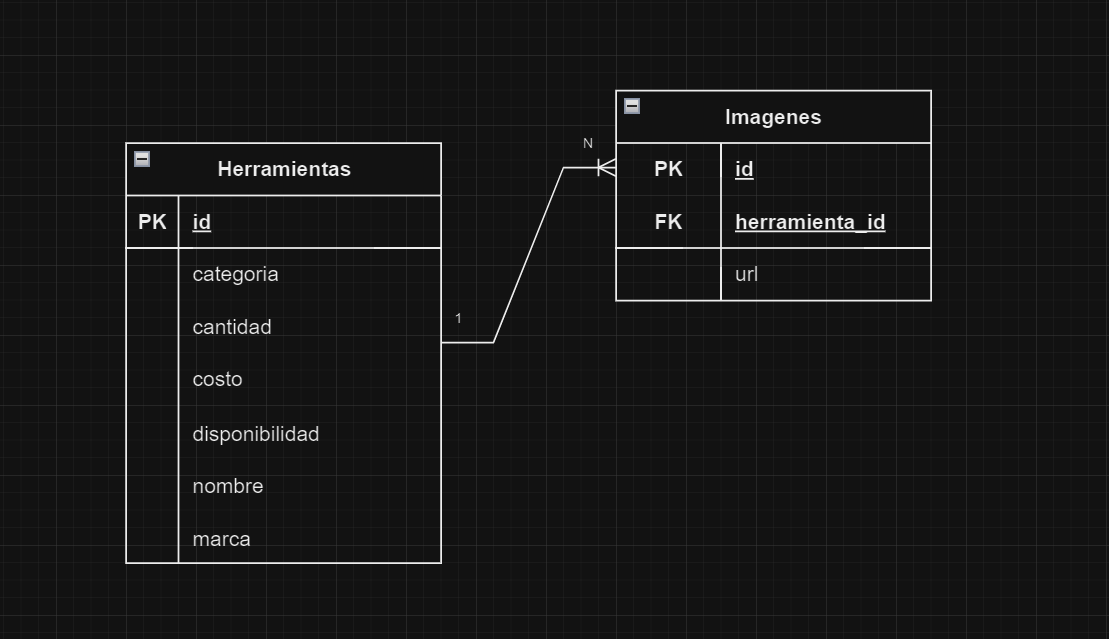 Herramientas
PK id
categoria
cantidad
costo
disponibilidad
nombre
marca
1
N
Imagenes
PK id
FK herramienta_id
url